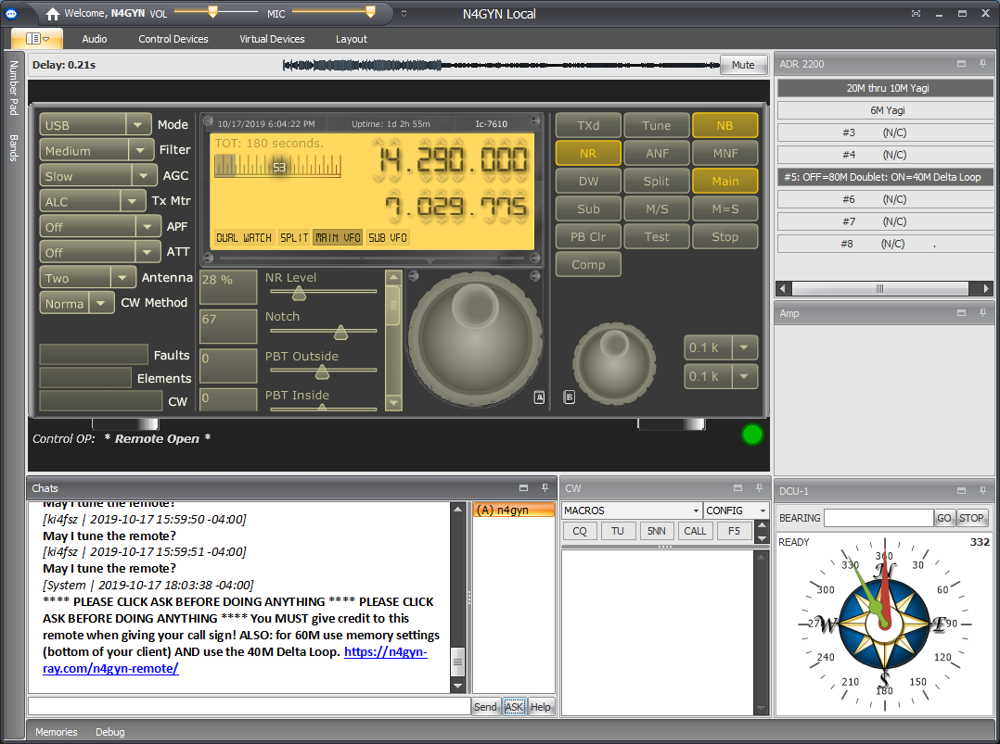 Welcome, N4GYN VOL MIC N4GYN Local
Audio Control Devices Virtual Devices Layout
Number Pad
Bands
Delay: 0.21s Mute
USB Mode
Medium Filter
Slow AGC
ALC Tx Mtr
Off APF
Off ATT
Two Antenna
Norma CW Method
Faults
Elements
CW
10/17/2019 6:04:22 PM Uptime: 1d 2h 55m Ic-7610
TOT: 180 seconds.
53
14.290.000
7.029.775
DUAL WATCH SPLIT MAIN VFO SUB VFO
28 % NR Level
67 Notch
0 PBT Outside
0 PBT Inside
A
B
TXd Tune NB
NR ANF MNF
DW Split Main
Sub M/S M=S
PB Clr Test Stop
Comp
0.1 k
0.1 k
Control OP: * Remote Open *
ADR 2200
20M thru 10M Yagi
6M Yagi
#3 (N/C)
#4 (N/C)
#5: OFF=80M Doublet: ON=40M Delta Loop
#6 (N/C)
#7 (N/C)
#8 (N/C) .
Amp
Chats
May I tune the remote?
[ki4fsz | 2019-10-17 15:59:50 -04:00]
May I tune the remote?
[ki4fsz | 2019-10-17 15:59:51 -04:00]
May I tune the remote?
[System | 2019-10-17 18:03:38 -04:00]
**** PLEASE CLICK ASK BEFORE DOING ANYTHING **** PLEASE CLICK
ASK BEFORE DOING ANYTHING **** You MUST give credit to this
remote when giving your call sign! ALSO: for 60M use memory settings
(bottom of your client) AND use the 40M Delta Loop. https://n4gyn-
ray.com/n4gyn-remote/
(A) n4gyn
Send ASK Help
CW
MACROS CONFIG
CQ TU 5NN CALL F5
DCU-1
BEARING GO STOP
READY 332
360
330 30
300 60
N
270 W E 90
240 120
S
210 150
180
Memories Debug